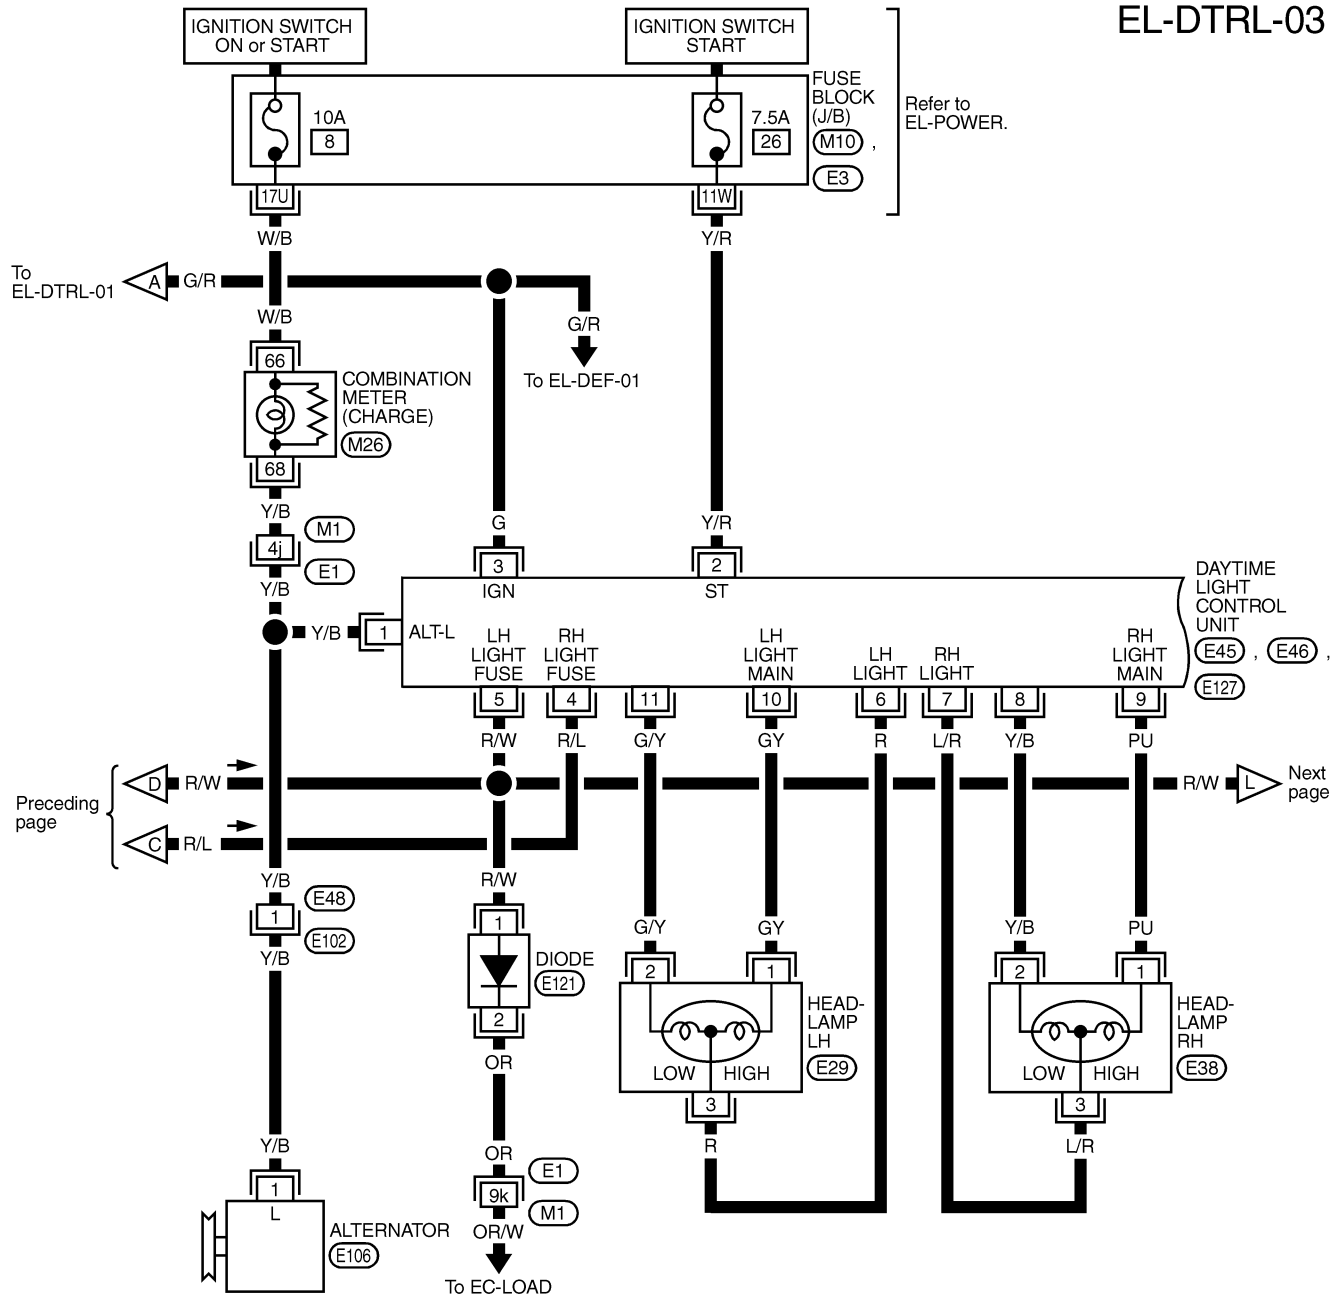 EL-DTRL-03
IGNITION SWITCH
ON or START
IGNITION SWITCH
START
10A
8
7.5A
26
FUSE
BLOCK
(J/B)
M10 ,
E3
Refer to
EL-POWER.
17U
11W
W/B
Y/R
To
EL-DTRL-01
A
G/R
W/B
G/R
To EL-DEF-01
66
COMBINATION
METER
(CHARGE)
M26
68
Y/B
M1
4j
E1
Y/B
G
Y/R
3
2
IGN
ST
Y/B
1
ALT-L
DAYTIME
LIGHT
CONTROL
UNIT
E45 , E46 ,
E127
LH
LIGHT
FUSE
RH
LIGHT
FUSE
LH
LIGHT
MAIN
LH
LIGHT
RH
LIGHT
RH
LIGHT
MAIN
5
4
11
10
6
7
8
9
R/W
R/L
G/Y
GY
R
L/R
Y/B
PU
Preceding
page
D
R/W
C
R/L
R/W
L
Next
page
Y/B
E48
1
E102
Y/B
R/W
1
DIODE
E121
2
OR
G/Y
GY
2
1
HEAD-
LAMP
LH
E29
LOW
HIGH
3
R
Y/B
PU
2
1
HEAD-
LAMP
RH
E38
LOW
HIGH
3
L/R
Y/B
1
L
ALTERNATOR
E106
OR
E1
9k
M1
OR/W
To EC-LOAD